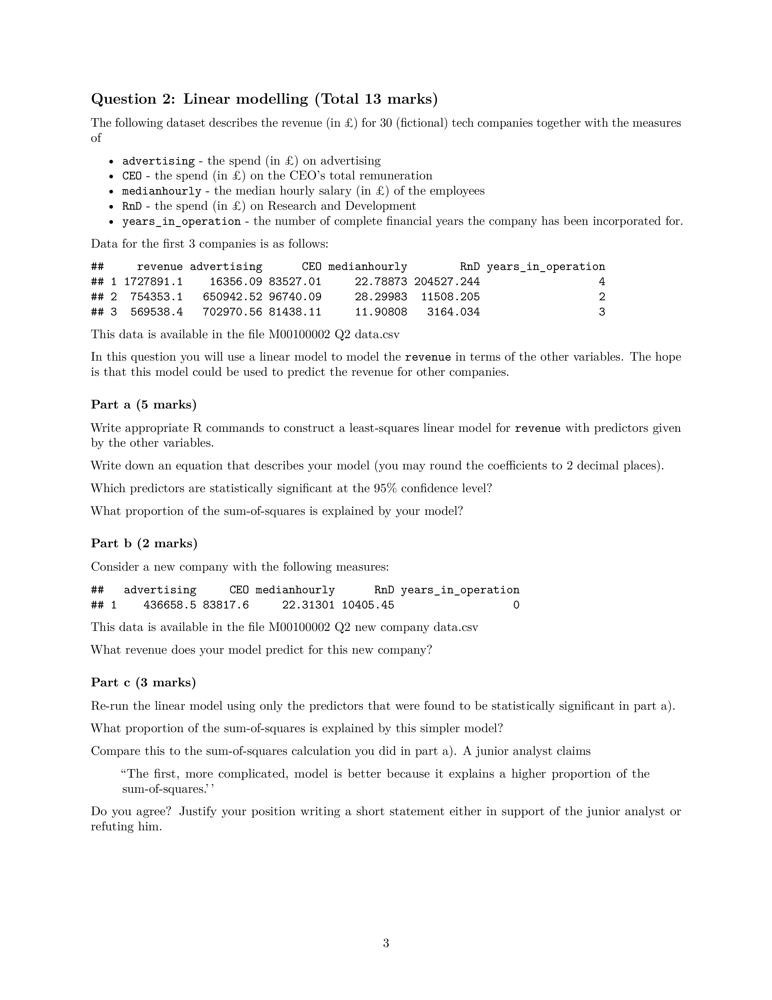 Question 2: Linear modelling (Total 13 marks)
The following dataset describes the revenue (in £) for 30 (fictional) tech companies together with the measures
of
• advertising - the spend (in £) on advertising
• CEO - the spend (in £) on the CEO's total remuneration
• medianhourly - the median hourly salary (in £) of the employees
• RnD - the spend (in £) on Research and Development
• years_in_operation - the number of complete financial years the company has been incorporated for.
Data for the first 3 companies is as follows:
##     revenue advertising      CEO medianhourly        RnD years_in_operation
## 1 1727891.1    16356.09 83527.01     22.78873 204527.244                  4
## 2  754353.1   650942.52 96740.09     28.29983  11508.205                  2
## 3  569538.4   702970.56 81438.11     11.90808   3164.034                  3
This data is available in the file M00100002 Q2 data.csv
In this question you will use a linear model to model the revenue in terms of the other variables. The hope
is that this model could be used to predict the revenue for other companies.
Part a (5 marks)
Write appropriate R commands to construct a least-squares linear model for revenue with predictors given
by the other variables.
Write down an equation that describes your model (you may round the coefficients to 2 decimal places).
Which predictors are statistically significant at the 95% confidence level?
What proportion of the sum-of-squares is explained by your model?
Part b (2 marks)
Consider a new company with the following measures:
##   advertising     CEO medianhourly      RnD years_in_operation
## 1    436658.5 83817.6     22.31301 10405.45                  0
This data is available in the file M00100002 Q2 new company data.csv
What revenue does your model predict for this new company?
Part c (3 marks)
Re-run the linear model using only the predictors that were found to be statistically significant in part a).
What proportion of the sum-of-squares is explained by this simpler model?
Compare this to the sum-of-squares calculation you did in part a). A junior analyst claims
“The first, more complicated, model is better because it explains a higher proportion of the
sum-of-squares.’ ’
Do you agree? Justify your position writing a short statement either in support of the junior analyst or
refuting him.
3